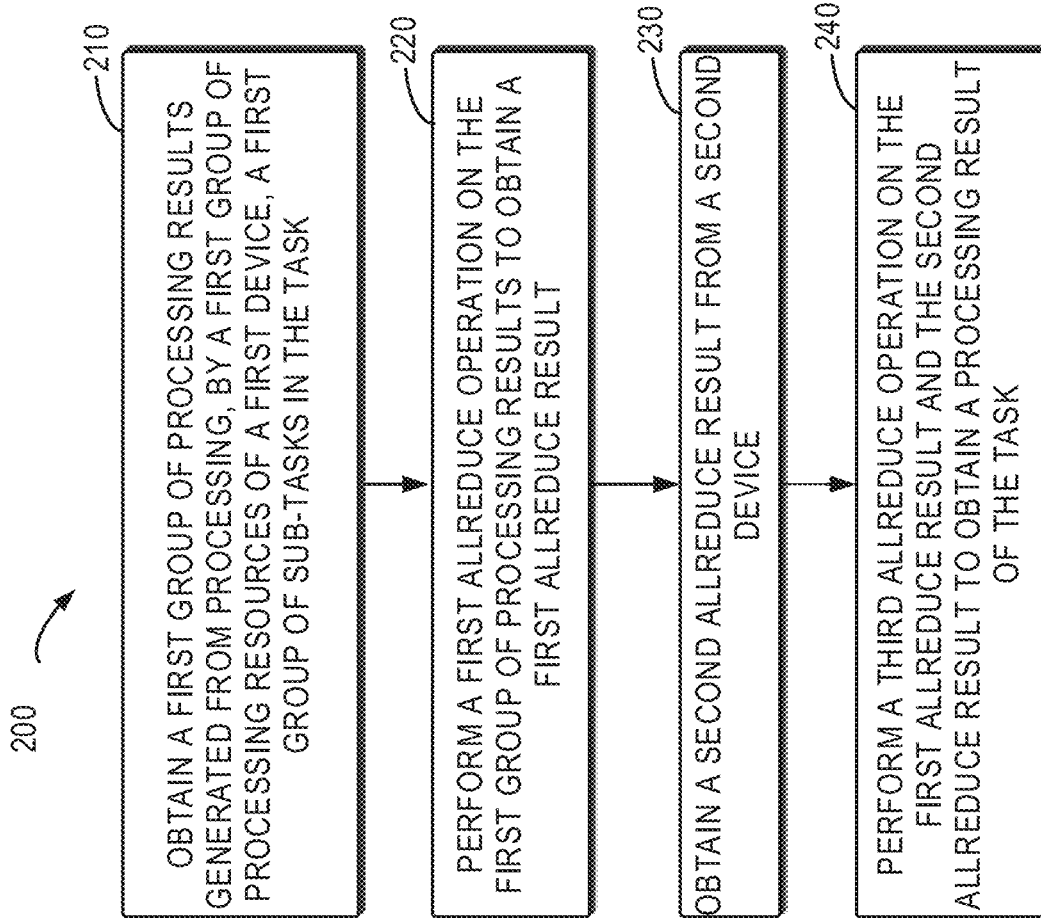 200
210
OBTAIN A FIRST GROUP OF PROCESSING RESULTS
GENERATED FROM PROCESSING, BY A FIRST GROUP OF
PROCESSING RESOURCES OF A FIRST DEVICE, A FIRST
GROUP OF SUB-TASKS IN THE TASK
220
PERFORM A FIRST ALLREDUCE OPERATION ON THE
FIRST GROUP OF PROCESSING RESULTS TO OBTAIN A
FIRST ALLREDUCE RESULT
230
OBTAIN A SECOND ALLREDUCE RESULT FROM A SECOND
DEVICE
240
PERFORM A THIRD ALLREDUCE OPERATION ON THE
FIRST ALLREDUCE RESULT AND THE SECOND
ALLREDUCE RESULT TO OBTAIN A PROCESSING RESULT
OF THE TASK